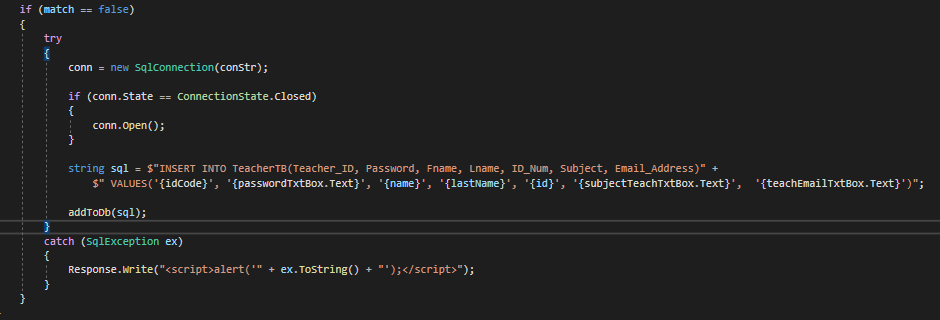 if (match == false)
{
try
{
conn = new SqlConnection(conStr);
if (conn.State == ConnectionState.Closed)
{
conn.Open();
}
string sql = $"INSERT INTO TeacherTB(Teacher_ID, Password, Fname, Lname, ID_Num, Subject, Email_Address)" +
$" VALUES('{idCode}', '{passwordTxtBox.Text}', '{name}', '{lastName}', '{id}', '{subjectTeachTxtBox.Text}',  '{teachEmailTxtBox.Text}')";
addToDb(sql);
}
catch (SqlException ex)
{
Response.Write("<script>alert('" + ex.ToString() + "');</script>");
}
}